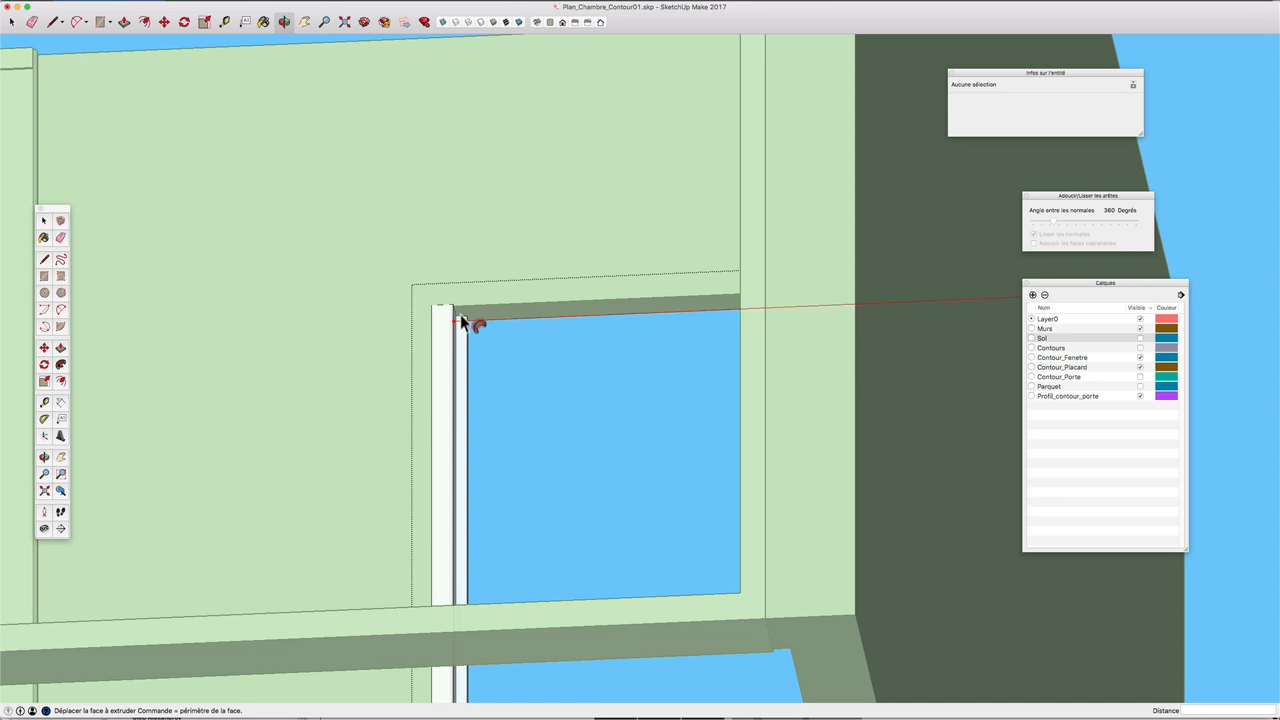 Plan_Chambre_Contour01.skp - SketchUp Make 2017
Infos sur l'entité
Aucune sélection
Adoucir/Lisser les arêtes
Angle entre les normales 360 Degrés
Lisser les normales
Adoucir les faces coplanaires
Calques
Nom Visible Couleur
Layer0
Murs
Sol
Contours
Contour_Fenetre
Contour_Placard
Contour_Porte
Parquet
Profil_contour_porte
Déplacer la face à extruder Commande = périmètre de la face.
Distance